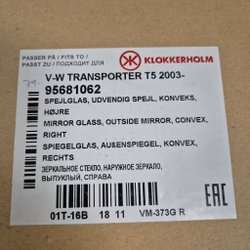 PASSER PÅ / FITS TO /
PASST ZU / ПОДХОДИТ ДЛЯ
KLOKKERHOLM
V-W TRANSPORTER T5 2003-
95681062
SPEJLGLAS, UDVENDIG SPEJL, KONVEKS,
HØJRE
MIRROR GLASS, OUTSIDE MIRROR, CONVEX,
RIGHT
SPIEGELGLAS, AUßENSPIEGEL, KONVEX,
RECHTS
ЗЕРКАЛЬНОЕ СТЕКЛО, НАРУЖНОЕ ЗЕРКАЛО,
ВЫПУКЛЫЙ, СПРАВА
EAC
01T-16B 18 11 VM-373G R